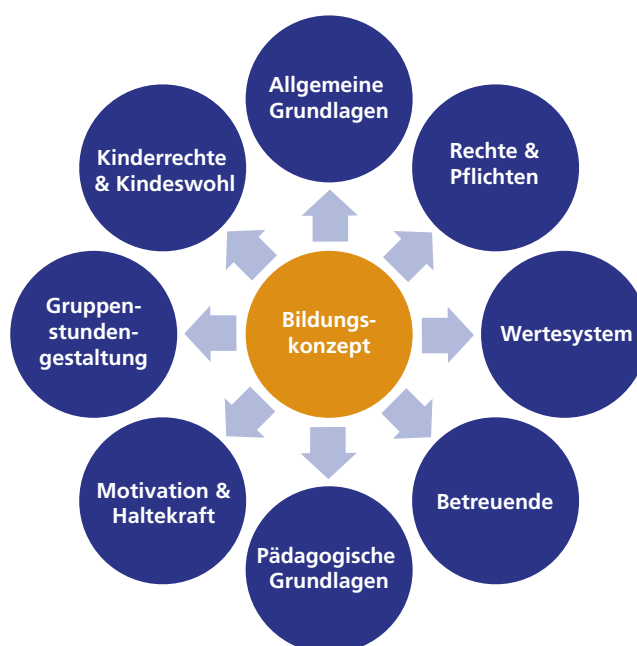 Allgemeine
Grundlagen
Rechte &
Pflichten
Wertesystem
Betreuende
Pädagogische
Grundlagen
Motivation &
Haltekraft
Gruppen-
stunden-
gestaltung
Kinderrechte
& Kindeswohl
Bildungs-
konzept